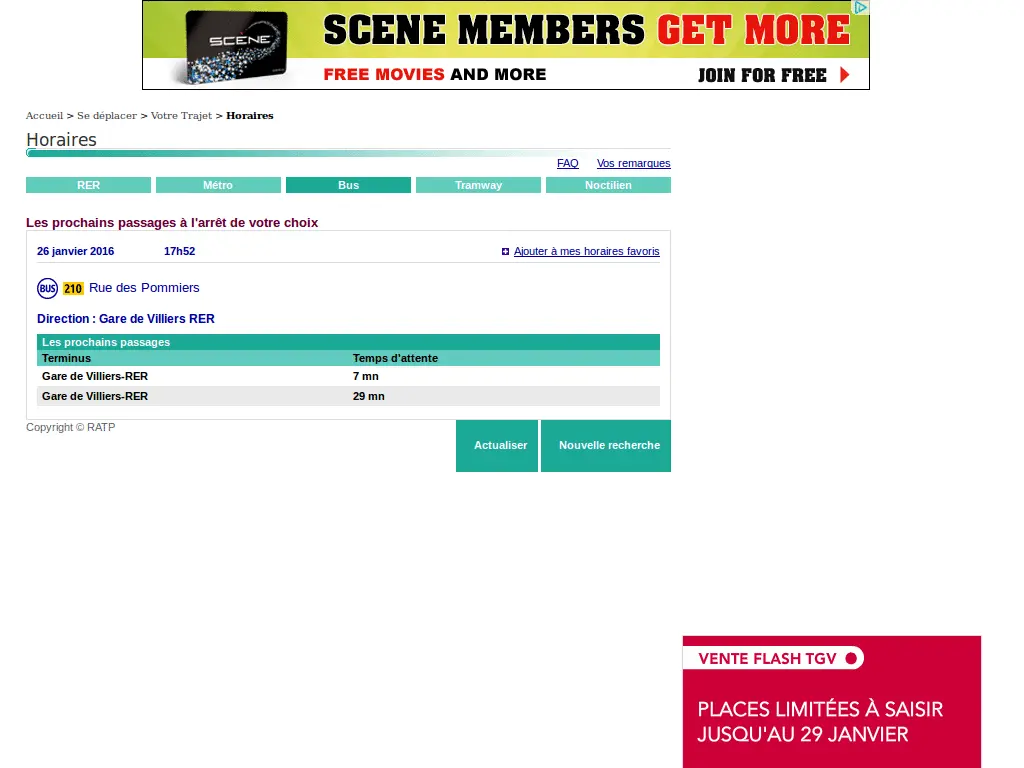 SCENE
SCENE MEMBERS GET MORE
FREE MOVIES AND MORE
JOIN FOR FREE
Accueil > Se déplacer > Votre Trajet > Horaires
Horaires
FAQ Vos remarques
RER Métro Bus Tramway Noctilien
Les prochains passages à l'arrêt de votre choix
26 janvier 2016 17h52 Ajouter à mes horaires favoris
BUS 210 Rue des Pommiers
Direction : Gare de Villiers RER
Les prochains passages
Terminus Temps d'attente
Gare de Villiers-RER 7 mn
Gare de Villiers-RER 29 mn
Copyright © RATP
Actualiser Nouvelle recherche
VENTE FLASH TGV
PLACES LIMITÉES À SAISIR
JUSQU'AU 29 JANVIER